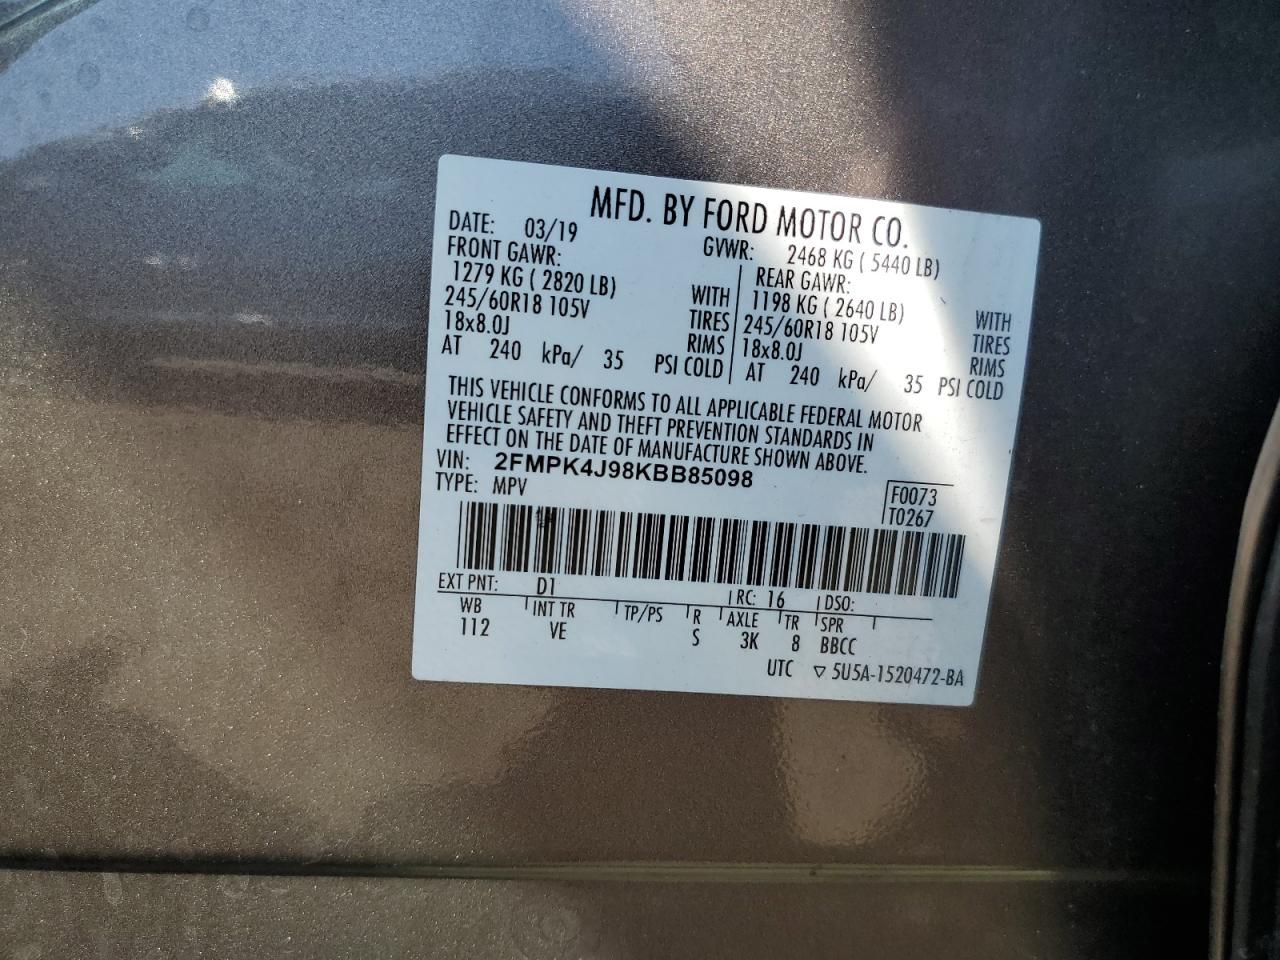 MFD. BY FORD MOTOR CO.
DATE: 03/19 GVWR: 2468 KG ( 5440 LB)
FRONT GAWR: REAR GAWR:
1279 KG ( 2820 LB) WITH 1198 KG ( 2640 LB) WITH
245/60R18 105V TIRES 245/60R18 105V TIRES
18x8.0J RIMS 18x8.0J RIMS
AT 240 kPa/ 35 PSI COLD AT 240 kPa/ 35 PSI COLD
THIS VEHICLE CONFORMS TO ALL APPLICABLE FEDERAL MOTOR
VEHICLE SAFETY AND THEFT PREVENTION STANDARDS IN
EFFECT ON THE DATE OF MANUFACTURE SHOWN ABOVE.
VIN: 2FMPK4J98KBB85098
TYPE: MPV
F0073
T0267
EXT PNT: D1 RC: 16 DSO:
WB INT TR TP/PS R AXLE TR SPR
112 VE S 3K 8 BBCC
UTC ▽ 5U5A-1520472-BA